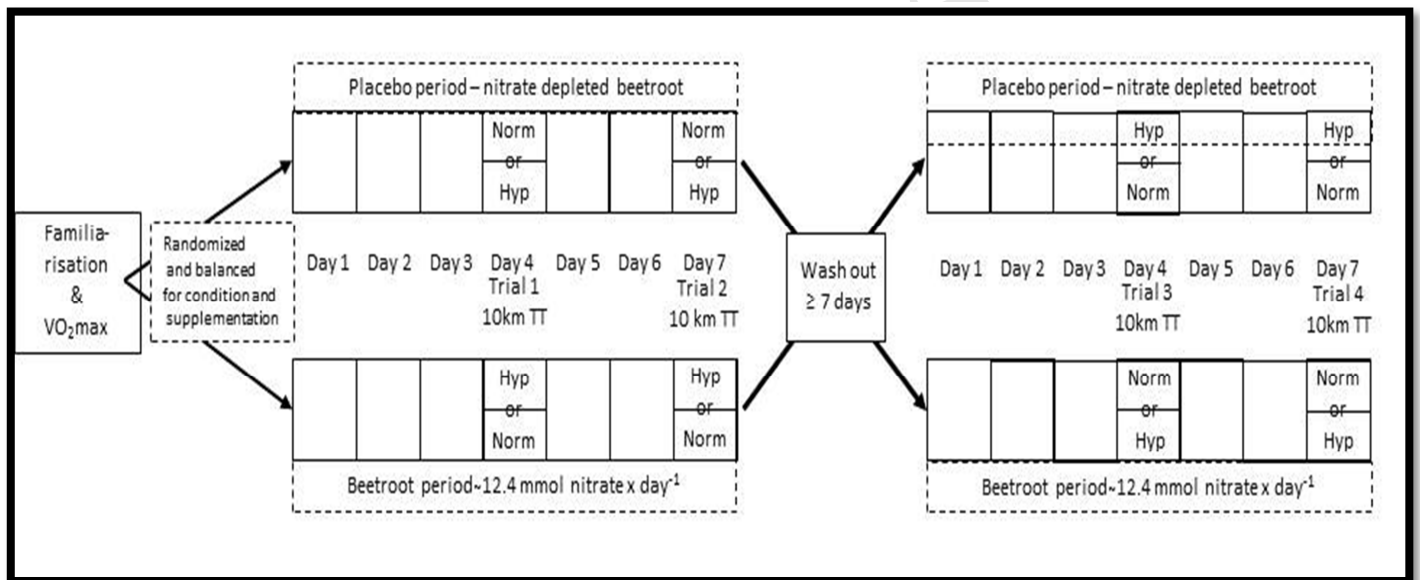 Familia-
risation
&
VO₂max
Randomized
and balanced
for condition and
supplementation
Placebo period – nitrate depleted beetroot
Norm
or
Hyp
Norm
or
Hyp
Day 1 Day 2 Day 3 Day 4 Day 5 Day 6 Day 7
Trial 1 Trial 2
10km TT 10 km TT
Hyp
or
Norm
Hyp
or
Norm
Beetroot period~12.4 mmol nitrate x day⁻¹
Wash out
≥ 7 days
Placebo period – nitrate depleted beetroot
Hyp
or
Norm
Hyp
or
Norm
Day 1 Day 2 Day 3 Day 4 Day 5 Day 6 Day 7
Trial 3 Trial 4
10km TT 10km TT
Norm
or
Hyp
Norm
or
Hyp
Beetroot period~12.4 mmol nitrate x day⁻¹